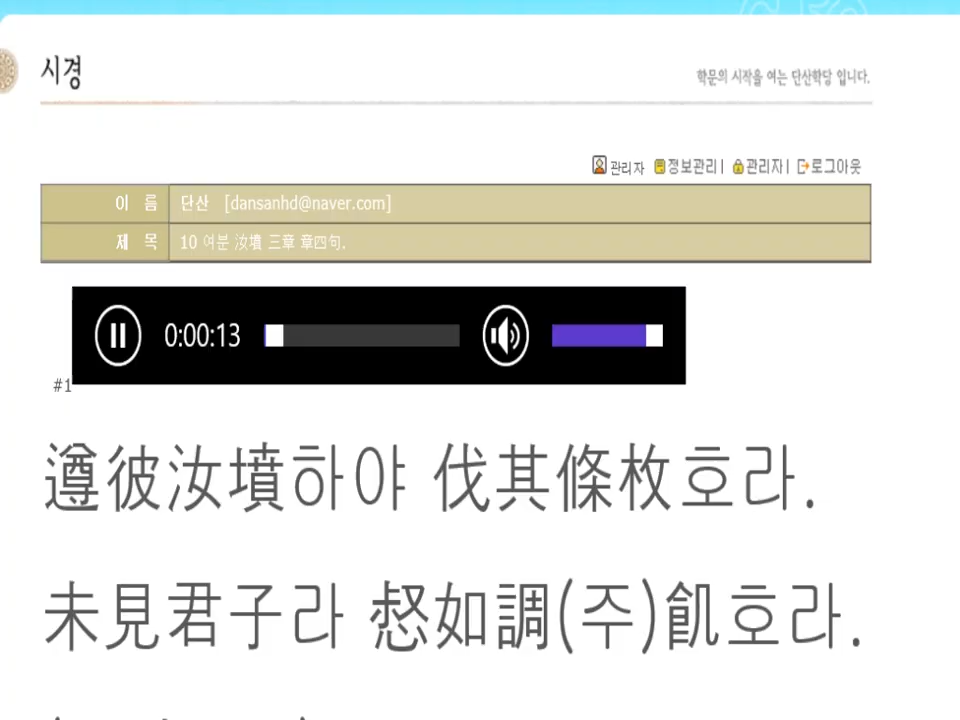 시경
학문의 시작을 여는 단산학당 입니다.
관리자 정보관리 | 관리자 | 로그아웃
이 름 단산 [dansanhd@naver.com]
제 목 10 여분 汝墳 三章 章四句.
0:00:13
#1
遵彼汝墳하야 伐其條枚호라.
未見君子라 惄如調(주)飢호라.